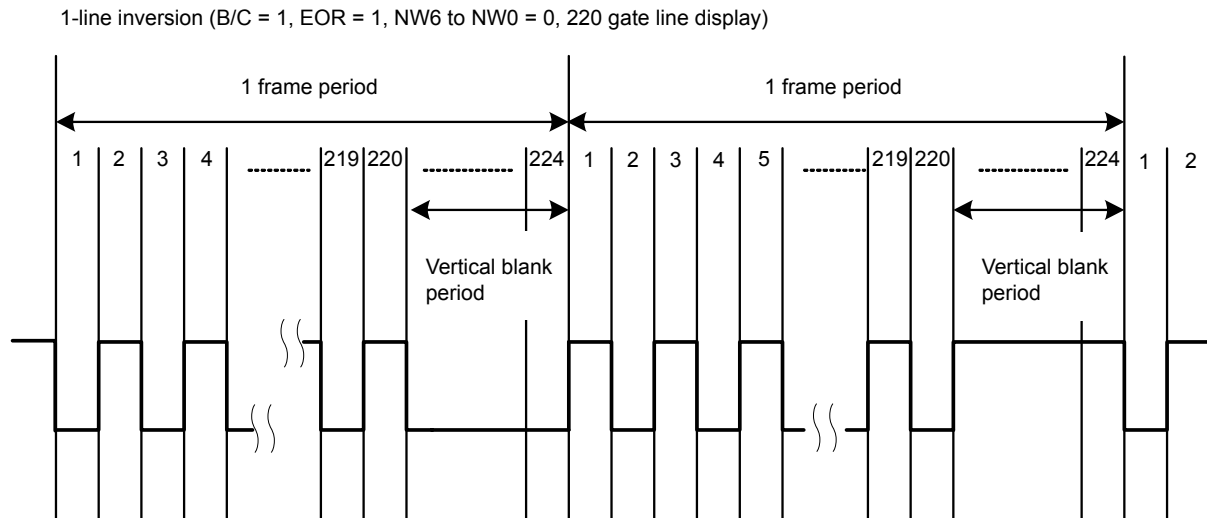 1-line inversion (B/C = 1, EOR = 1, NW6 to NW0 = 0, 220 gate line display)
1 frame period 1 frame period
1 2 3 4 219 220 224 1 2 3 4 5 219 220 224 1 2
Vertical blank Vertical blank
period period